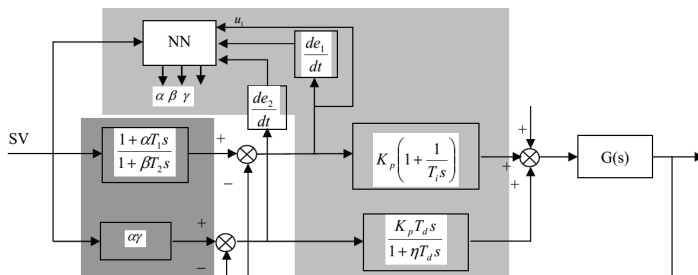 u₁
NN
de₁/dt
α β γ
de₂/dt
SV
(1 + αT₁s)/(1 + βT₂s)
+
−
K_p(1 + 1/(T_i s))
+
+
+
G(s)
αγ
+
−
K_p T_d s/(1 + ηT_d s)